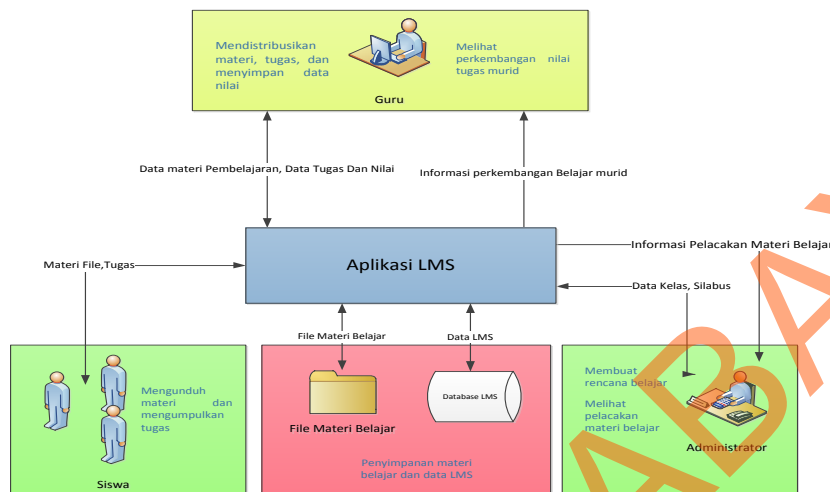 Mendistribusikan
materi, tugas, dan
menyimpan data
nilai
Melihat
perkembangan nilai
tugas murid
Guru
Data materi Pembelajaran, Data Tugas Dan Nilai
Informasi perkembangan Belajar murid
Aplikasi LMS
Informasi Pelacakan Materi Belajar
Materi File,Tugas
Data Kelas, Silabus
File Materi Belajar
Data LMS
Mengunduh
materi dan
mengumpulkan
tugas
Siswa
File Materi Belajar
Database LMS
Penyimpanan materi
belajar dan data LMS
Membuat
rencana belajar
Melihat
pelacakan
materi belajar
Administrator
ABAY